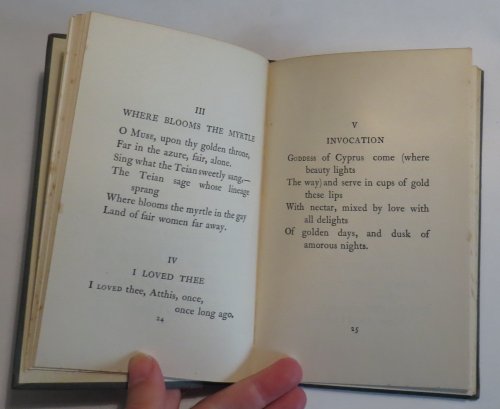 III
WHERE BLOOMS THE MYRTLE
O MUSE, upon thy golden throne,
Far in the azure, fair, alone.
Sing what the Teian sweetly sang,—
The Teian sage whose lineage
sprang
Where blooms the myrtle in the gay
Land of fair women far away.
IV
I LOVED THEE
I LOVED thee, Atthis, once,
once long ago.
24
V
INVOCATION
GODDESS of Cyprus come (where
beauty lights
The way) and serve in cups of gold
these lips
With nectar, mixed by love with
all delights
Of golden days, and dusk of
amorous nights.
25